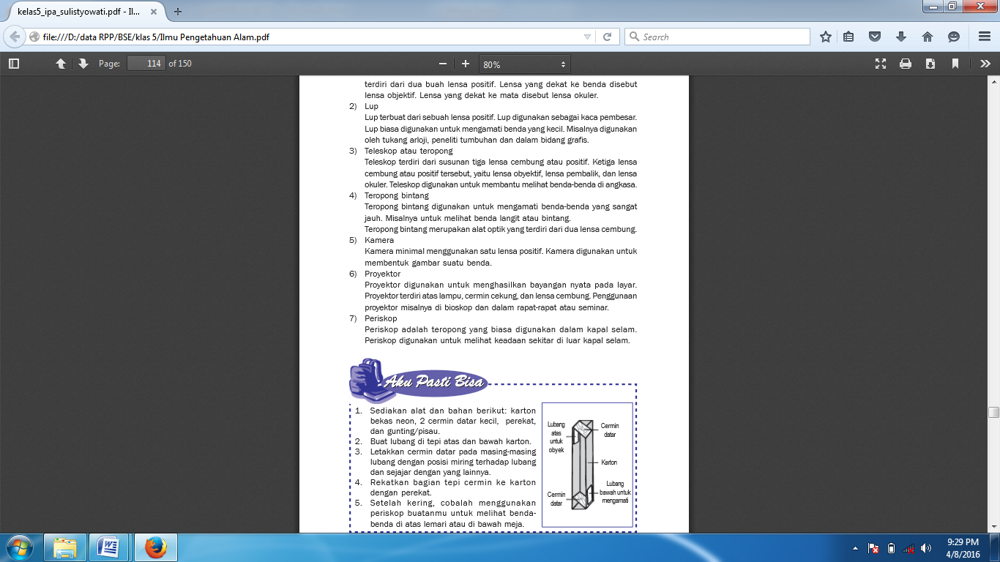 kelas5_ipa_sulistyowati.pdf - Il...
file:///D:/data RPP/BSE/klas 5/Ilmu Pengetahuan Alam.pdf
Search
Page: 114 of 150
80%
terdiri dari dua buah lensa positif. Lensa yang dekat ke benda disebut
lensa objektif. Lensa yang dekat ke mata disebut lensa okuler.
2) Lup
Lup terbuat dari sebuah lensa positif. Lup digunakan sebagai kaca pembesar.
Lup biasa digunakan untuk mengamati benda yang kecil. Misalnya digunakan
oleh tukang arloji, peneliti tumbuhan dan dalam bidang grafis.
3) Teleskop atau teropong
Teleskop terdiri dari susunan tiga lensa cembung atau positif. Ketiga lensa
cembung atau positif tersebut, yaitu lensa obyektif, lensa pembalik, dan lensa
okuler. Teleskop digunakan untuk membantu melihat benda-benda di angkasa.
4) Teropong bintang
Teropong bintang digunakan untuk mengamati benda-benda yang sangat
jauh. Misalnya untuk melihat benda langit atau bintang.
Teropong bintang merupakan alat optik yang terdiri dari dua lensa cembung.
5) Kamera
Kamera minimal menggunakan satu lensa positif. Kamera digunakan untuk
membentuk gambar suatu benda.
6) Proyektor
Proyektor digunakan untuk menghasilkan bayangan nyata pada layar.
Proyektor terdiri atas lampu, cermin cekung, dan lensa cembung. Penggunaan
proyektor misalnya di bioskop dan dalam rapat-rapat atau seminar.
7) Periskop
Periskop adalah teropong yang biasa digunakan dalam kapal selam.
Periskop digunakan untuk melihat keadaan sekitar di luar kapal selam.
Aku Pasti Bisa
1. Sediakan alat dan bahan berikut: karton
bekas neon, 2 cermin datar kecil, perekat,
dan gunting/pisau.
2. Buat lubang di tepi atas dan bawah karton.
3. Letakkan cermin datar pada masing-masing
lubang dengan posisi miring terhadap lubang
dan sejajar dengan yang lainnya.
4. Rekatkan bagian tepi cermin ke karton
dengan perekat.
5. Setelah kering, cobalah menggunakan
periskop buatanmu untuk melihat benda-
benda di atas lemari atau di bawah meja.
Lubang
atas
untuk
obyek
Cermin
datar
Karton
Lubang
bawah untuk
mengamati
Cermin
datar
9:29 PM
4/8/2016